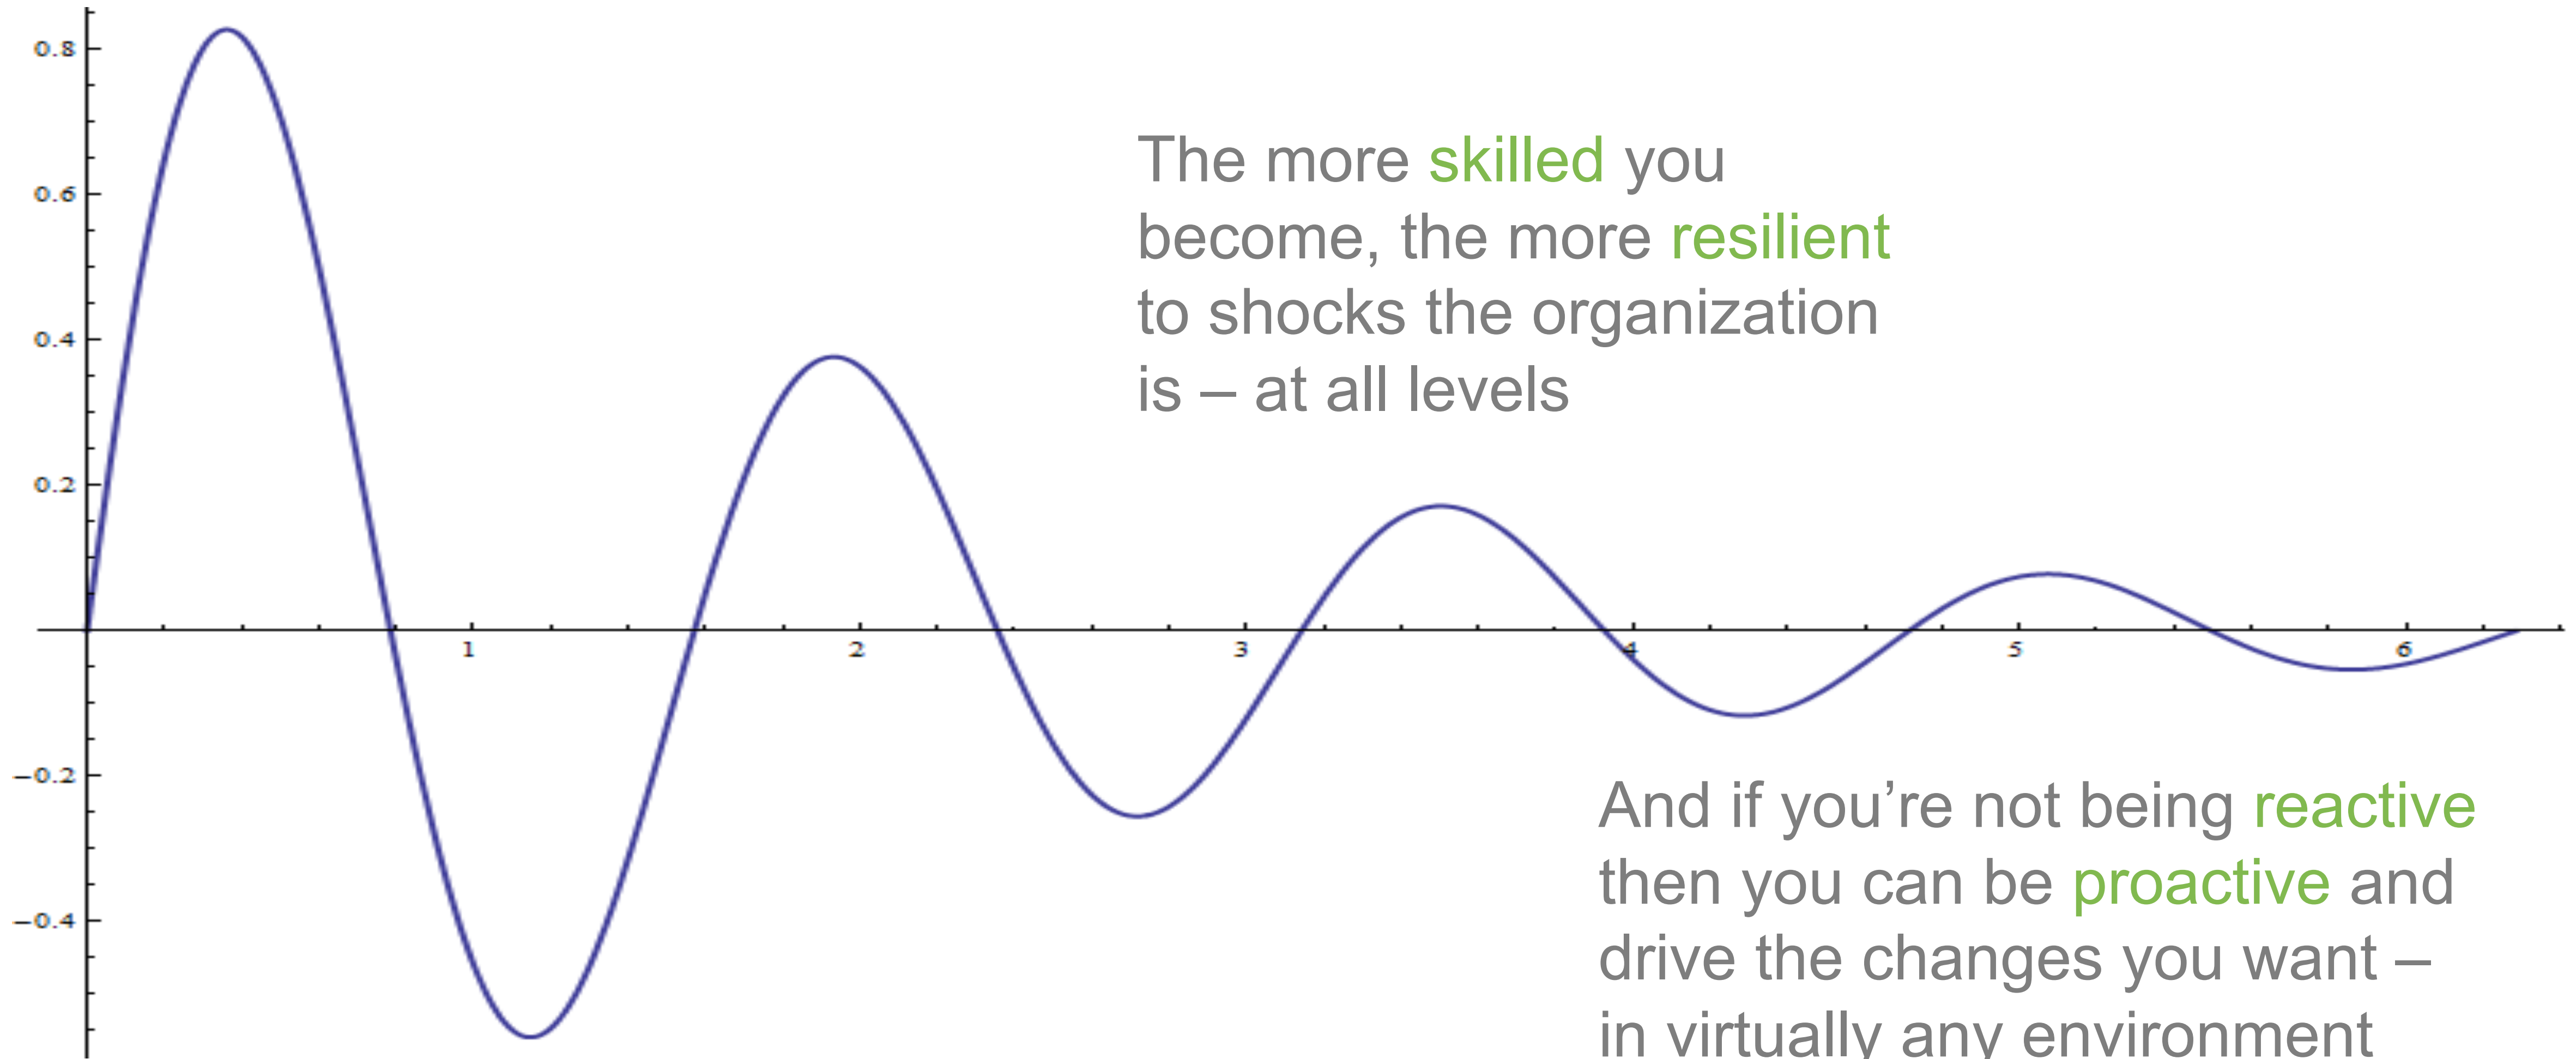 0.8
The more skilled you
0.6
become, the more resilient
to shocks the organization
0.4
is – at all levels
0.2
1 2 3 4 5 6
−0.2
And if you’re not being reactive
then you can be proactive and
−0.4
drive the changes you want –
in virtually any environment